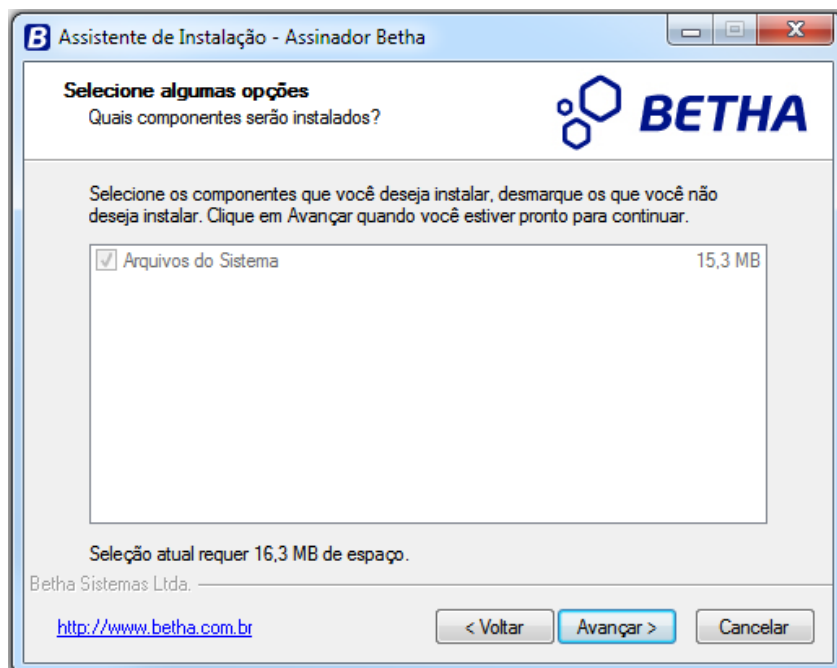 B Assistente de Instalação - Assinador Betha
Selecione algumas opções
Quais componentes serão instalados?
BETHA
Selecione os componentes que você deseja instalar, desmarque os que você não
deseja instalar. Clique em Avançar quando você estiver pronto para continuar.
Arquivos do Sistema 15,3 MB
Seleção atual requer 16,3 MB de espaço.
Betha Sistemas Ltda.
http://www.betha.com.br < Voltar Avançar > Cancelar